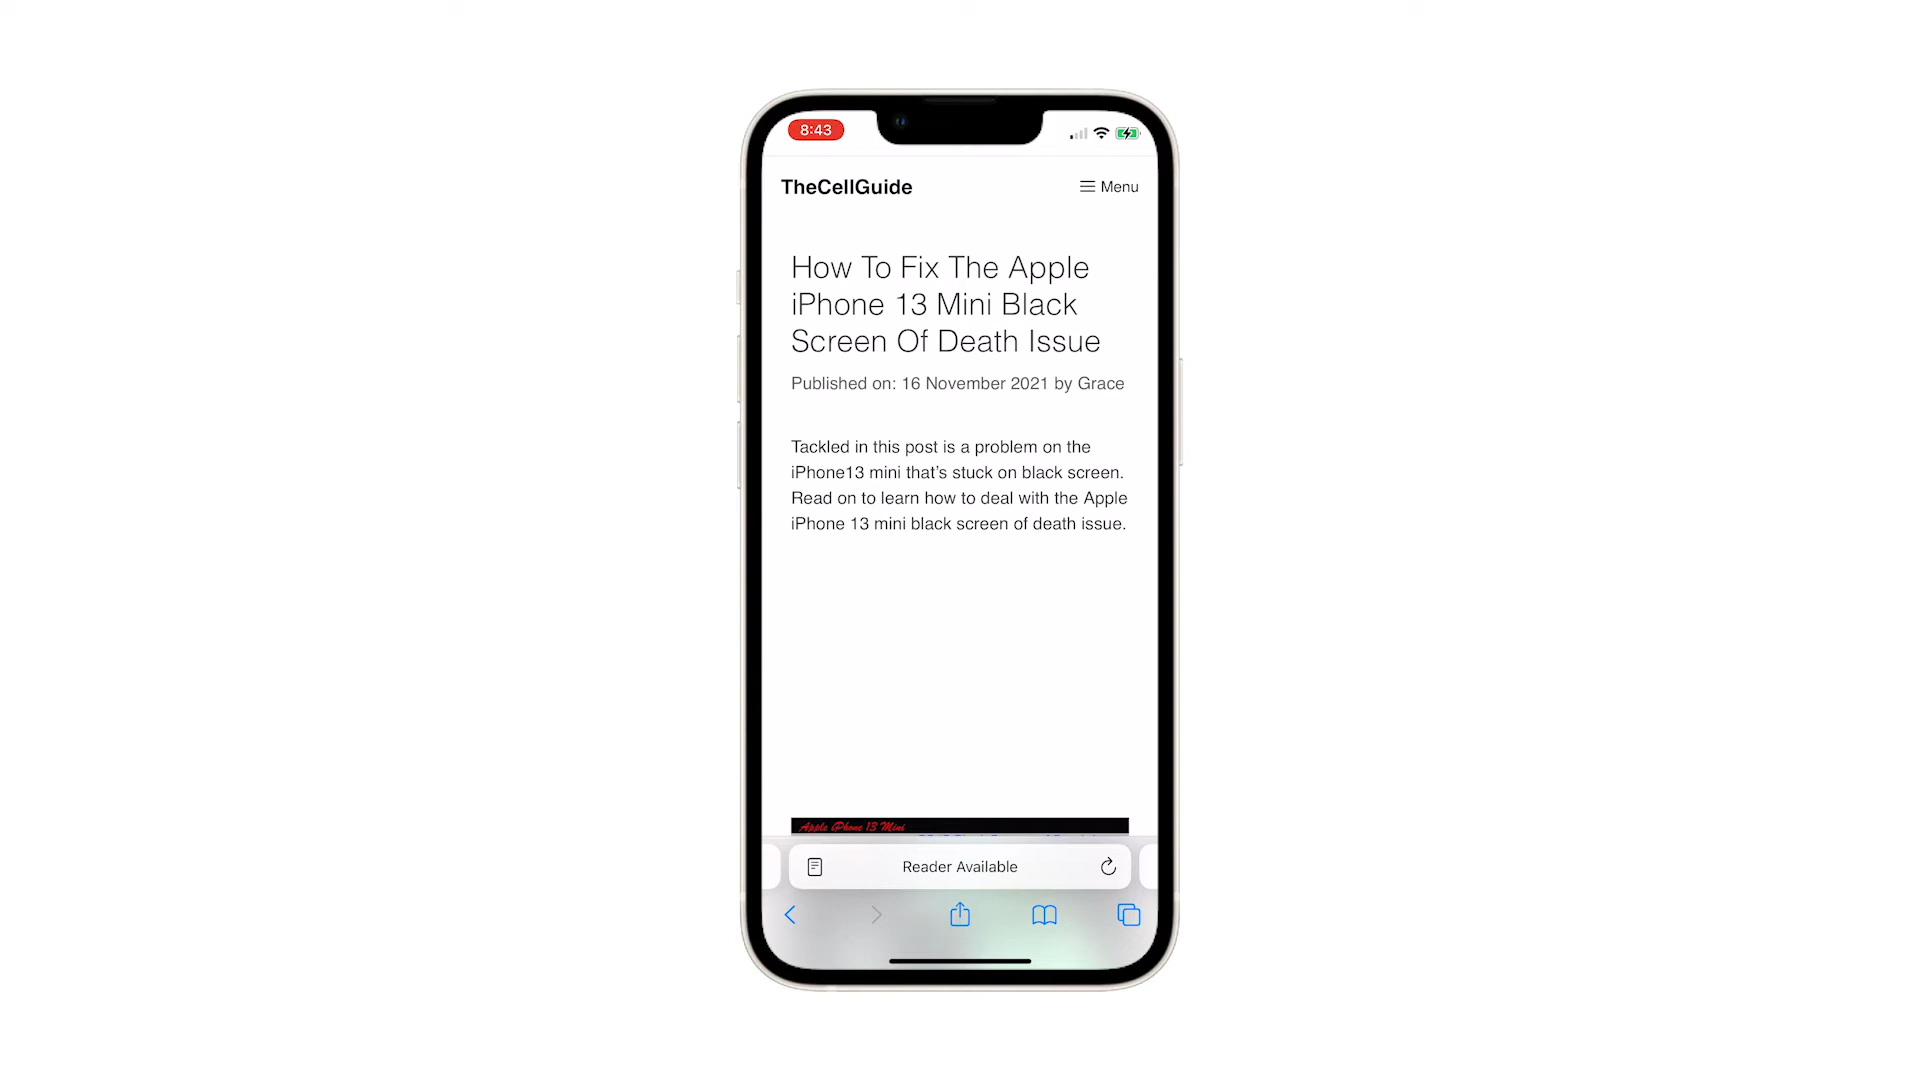 8:43
TheCellGuide
Menu
How To Fix The Apple
iPhone 13 Mini Black
Screen Of Death Issue
Published on: 16 November 2021 by Grace
Tackled in this post is a problem on the
iPhone13 mini that’s stuck on black screen.
Read on to learn how to deal with the Apple
iPhone 13 mini black screen of death issue.
Apple iPhone 13 Mini
Reader Available